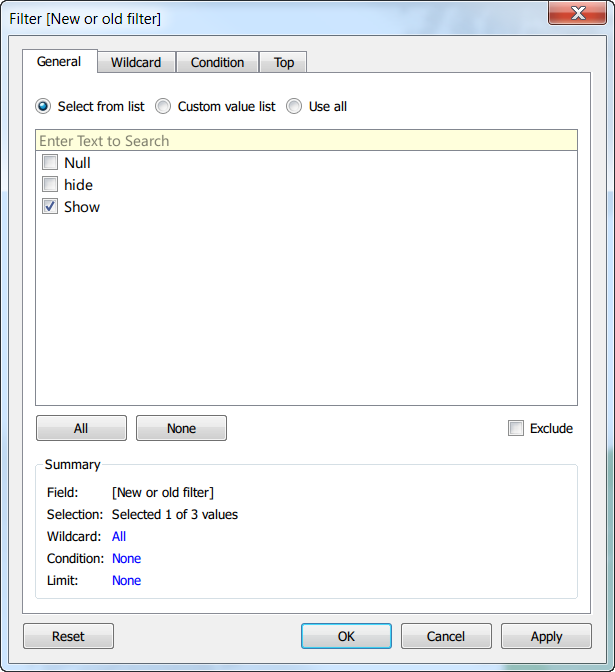 Filter [New or old filter]
General Wildcard Condition Top
Select from list Custom value list Use all
Enter Text to Search
Null
hide
Show
All None Exclude
Summary
Field: [New or old filter]
Selection: Selected 1 of 3 values
Wildcard: All
Condition: None
Limit: None
Reset OK Cancel Apply